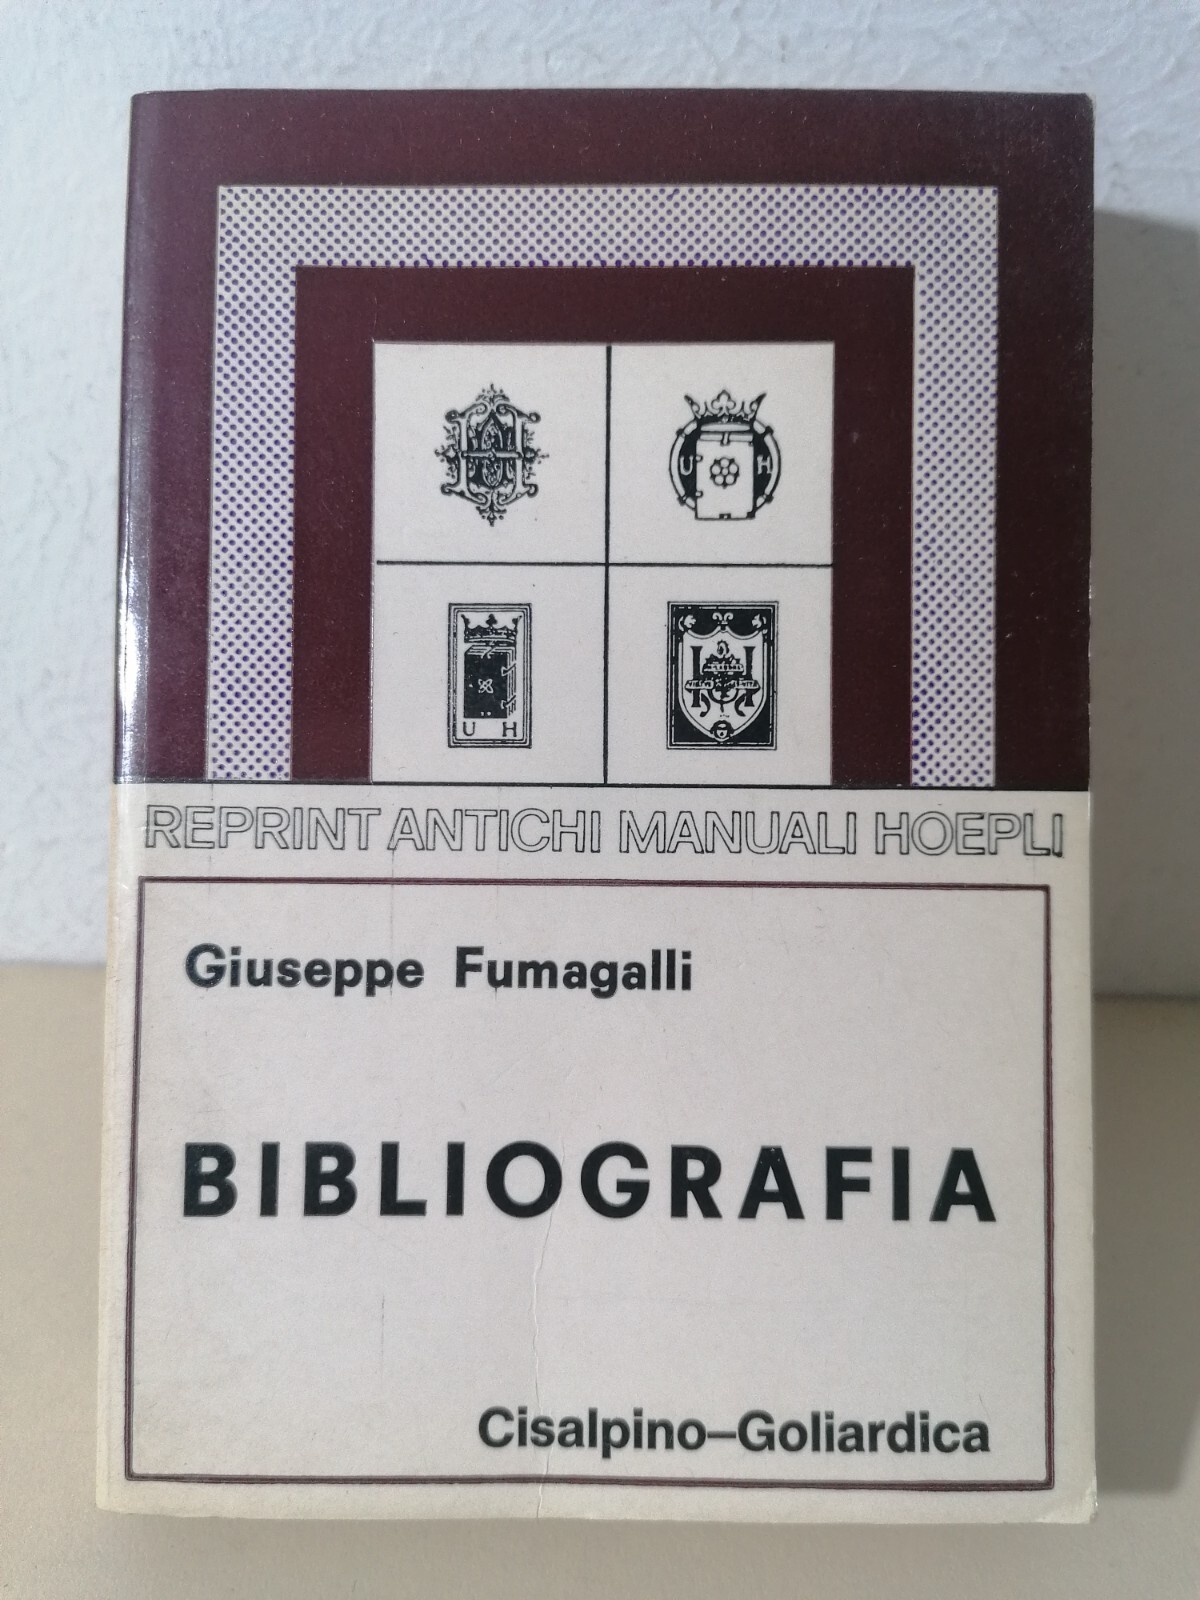 U H
U H
REPRINT ANTICHI MANUALI HOEPLI
Giuseppe Fumagalli
BIBLIOGRAFIA
Cisalpino–Goliardica